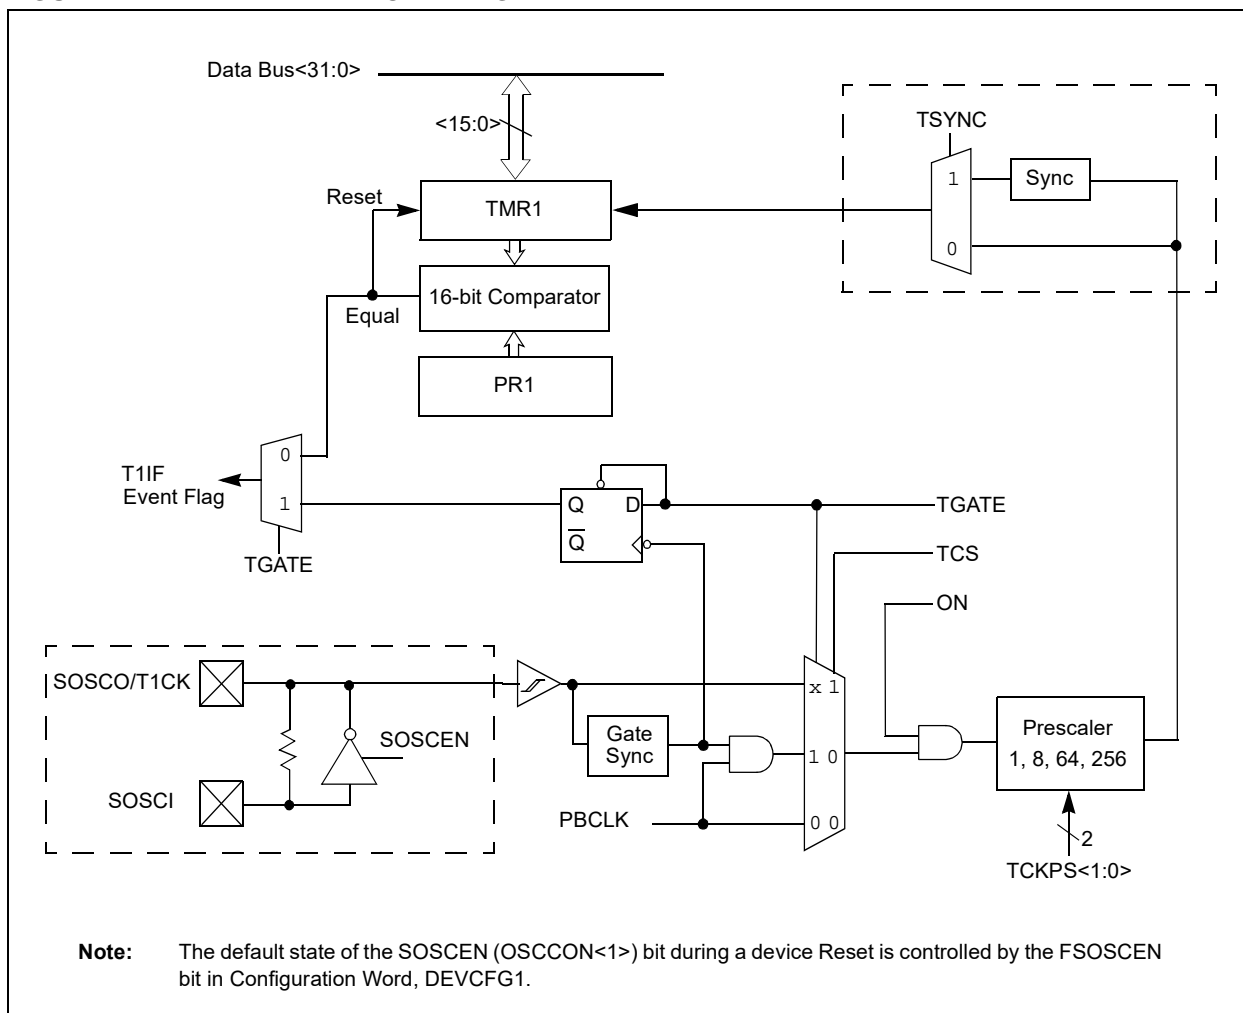 Data Bus<31:0>
<15:0>
TSYNC
1
Sync
Reset
TMR1
0
16-bit Comparator
Equal
PR1
0
T1IF
Event Flag
1
Q
D
TGATE
Q
TGATE
TCS
ON
SOSCO/T1CK
x 1
SOSCEN
Gate
Sync
1 0
Prescaler
1, 8, 64, 256
SOSCI
PBCLK
0 0
2
TCKPS<1:0>
Note: The default state of the SOSCEN (OSCCON<1>) bit during a device Reset is controlled by the FSOSCEN
bit in Configuration Word, DEVCFG1.